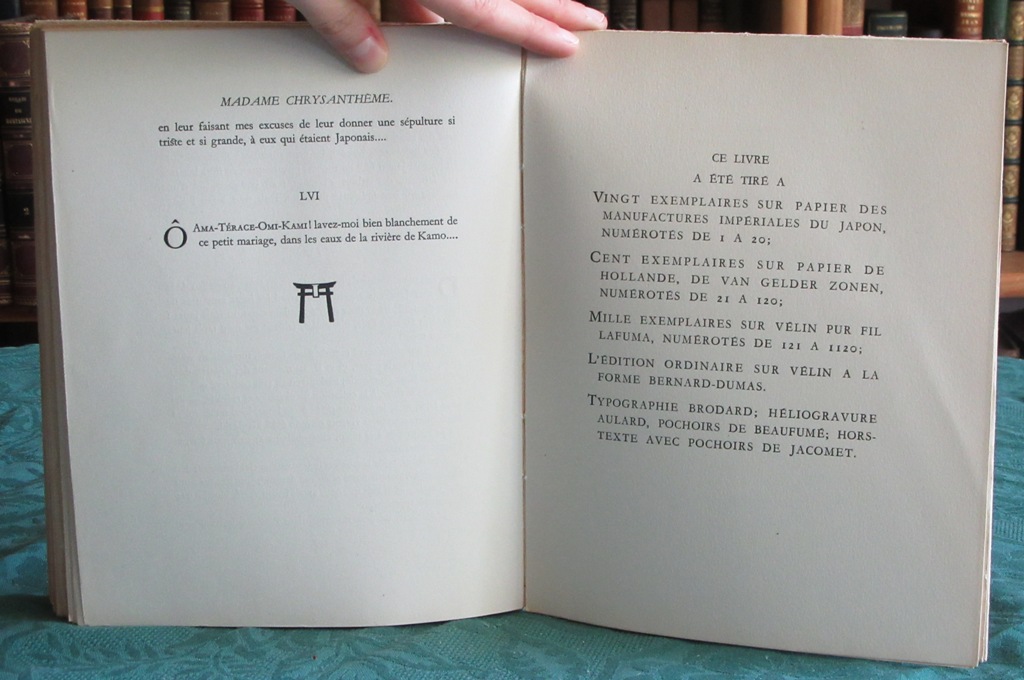 MADAME CHRYSANTHÈME.
en leur faisant mes excuses de leur donner une sépulture si
triste et si grande, à eux qui étaient Japonais....
LVI
Ô AMA-TÉRACE-OMI-KAMI! lavez-moi bien blanchement de
ce petit mariage, dans les eaux de la rivière de Kamo....
CE LIVRE
A ÉTÉ TIRÉ A
VINGT EXEMPLAIRES SUR PAPIER DES
MANUFACTURES IMPÉRIALES DU JAPON,
NUMÉROTÉS DE 1 A 20;
CENT EXEMPLAIRES SUR PAPIER DE
HOLLANDE, DE VAN GELDER ZONEN,
NUMÉROTÉS DE 21 A 120;
MILLE EXEMPLAIRES SUR VÉLIN PUR FIL
LAFUMA, NUMÉROTÉS DE 121 A 1120;
L'ÉDITION ORDINAIRE SUR VÉLIN A LA
FORME BERNARD-DUMAS.
TYPOGRAPHIE BRODARD; HÉLIOGRAVURE
AULARD, POCHOIRS DE BEAUFUMÉ; HORS-
TEXTE AVEC POCHOIRS DE JACOMET.